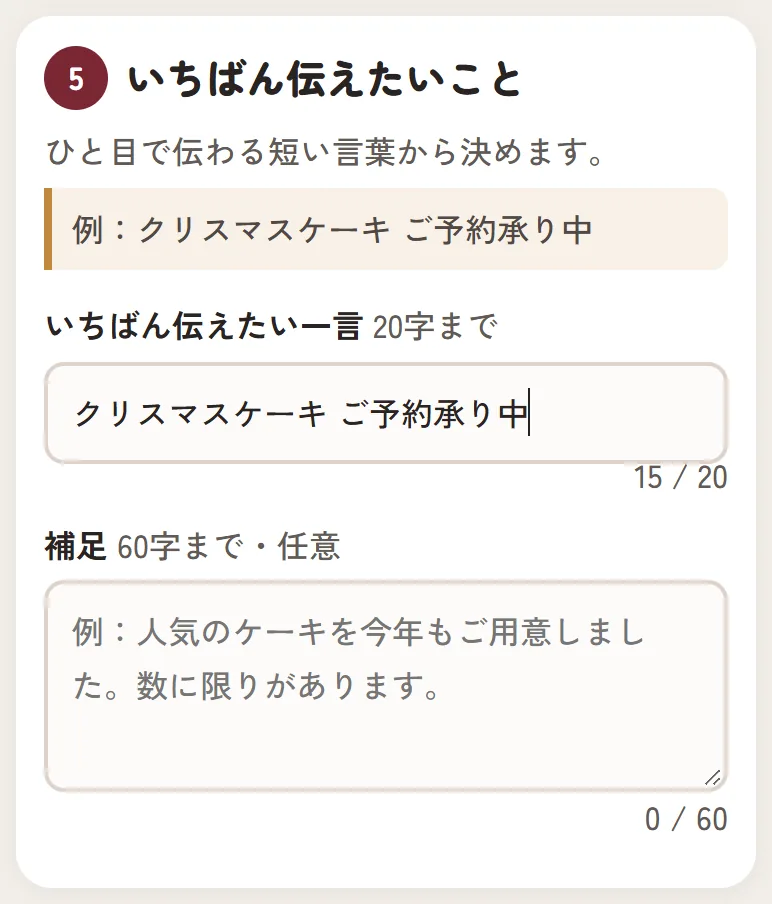 5 いちばん伝えたいこと
ひと目で伝わる短い言葉から決めます。
例：クリスマスケーキ ご予約承り中
いちばん伝えたい一言 20字まで
クリスマスケーキ ご予約承り中
15 / 20
補足 60字まで・任意
例：人気のケーキを今年もご用意しまし
た。数に限りがあります。
0 / 60